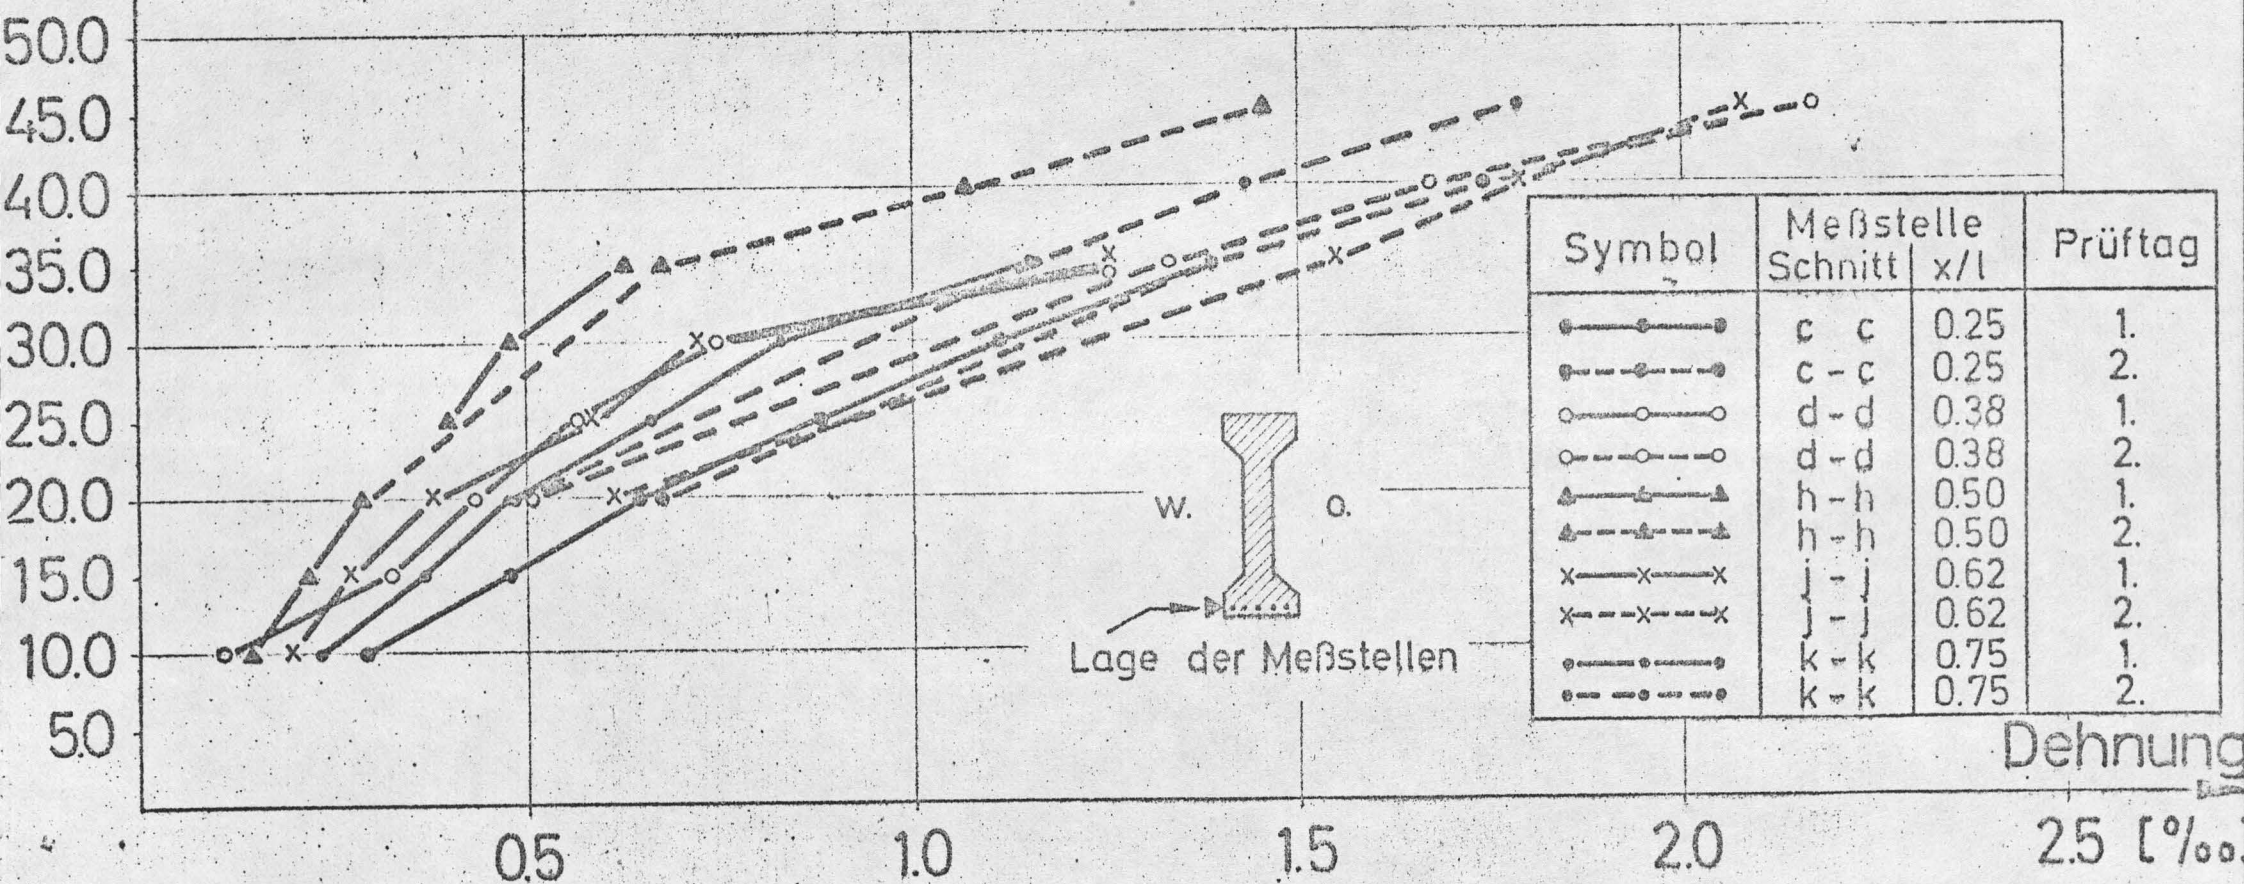 50.0
45.0
40.0
35.0
30.0
25.0
20.0
15.0
10.0
5.0
Symbol Meßstelle Prüftag
Schnitt x/l
c c 0.25 1.
c - c 0.25 2.
d - d 0.38 1.
d - d 0.38 2.
h - h 0.50 1.
h - h 0.50 2.
j - j 0.62 1.
j - j 0.62 2.
k - k 0.75 1.
k - k 0.75 2.
W. O.
Lage der Meßstellen
Dehnung
0.5 1.0 1.5 2.0 2.5 [‰]